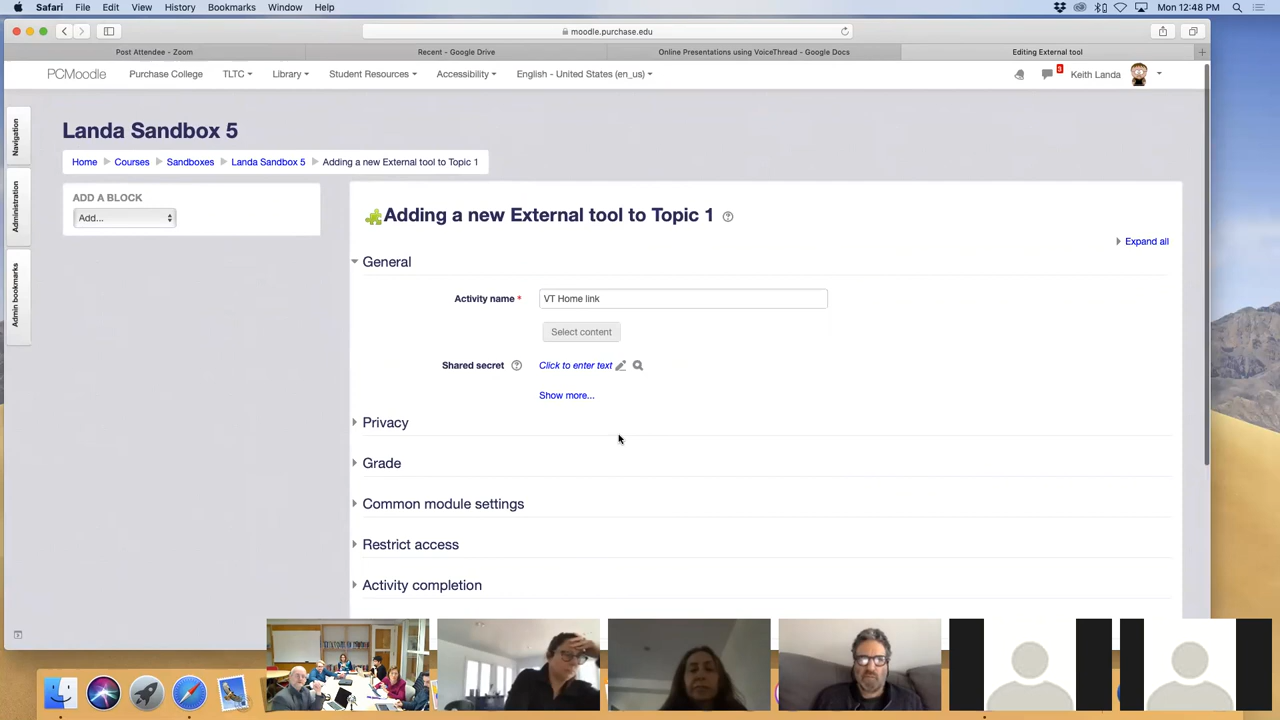 Safari File Edit View History Bookmarks Window Help Mon 12:48 PM
moodle.purchase.edu
Post Attendee - Zoom Recent - Google Drive Online Presentations using VoiceThread - Google Docs Editing External tool
PCMoodle Purchase College TLTC Library Student Resources Accessibility English - United States (en_us) 5 Keith Landa
Navigation
Administration
Admin bookmarks
Landa Sandbox 5
Home Courses Sandboxes Landa Sandbox 5 Adding a new External tool to Topic 1
ADD A BLOCK
Add...
Adding a new External tool to Topic 1
Expand all
General
Activity name * VT Home link
Select content
Shared secret Click to enter text
Show more...
Privacy
Grade
Common module settings
Restrict access
Activity completion